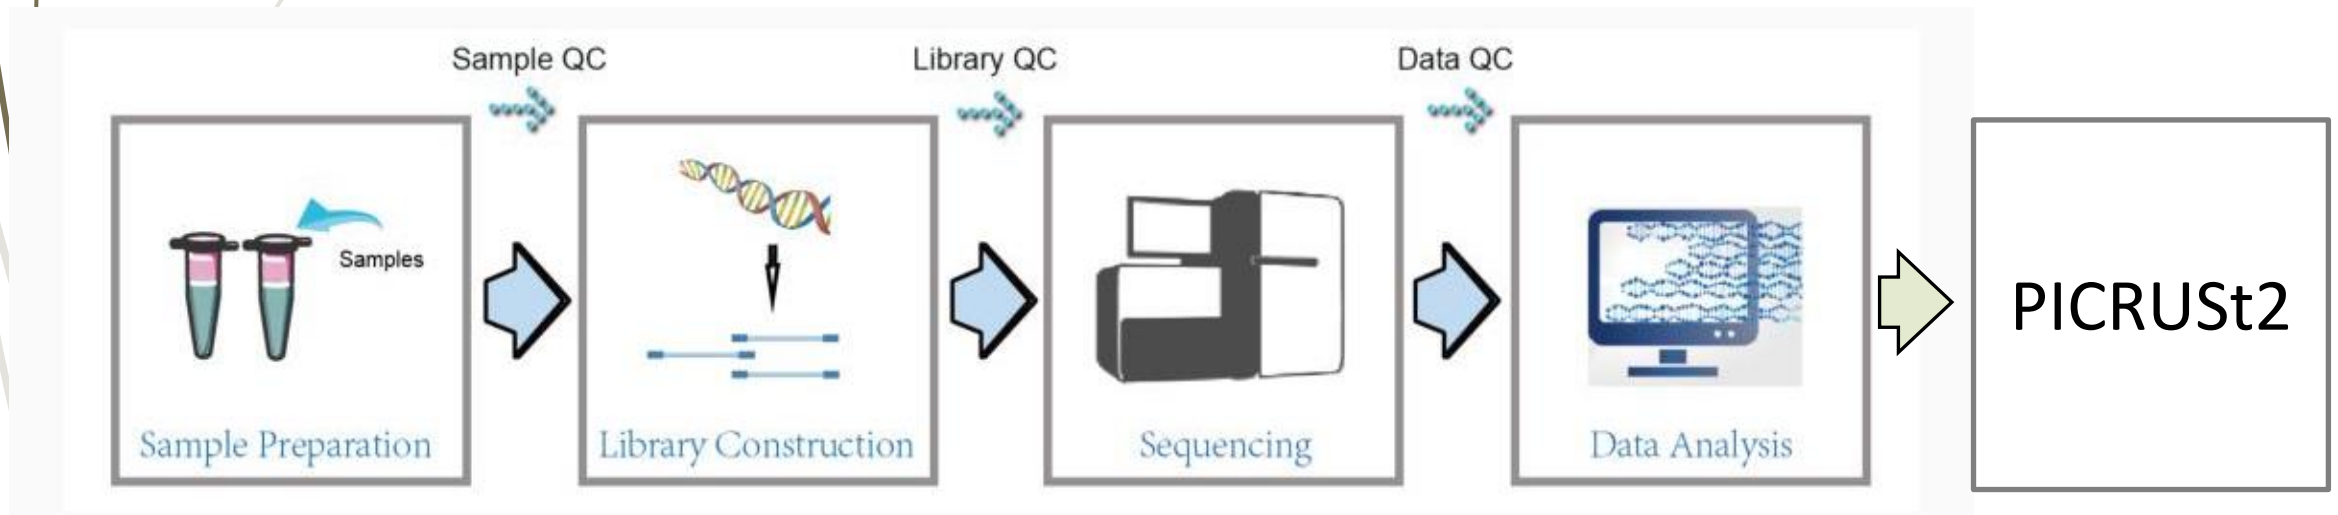 Sample QC
Library QC
Data QC
Samples
Sample Preparation
Library Construction
Sequencing
Data Analysis
PICRUSt2